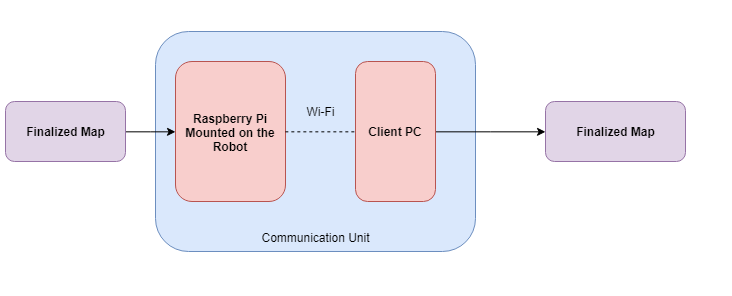 Finalized Map
Raspberry Pi
Mounted on the
Robot
Wi-Fi
Client PC
Finalized Map
Communication Unit